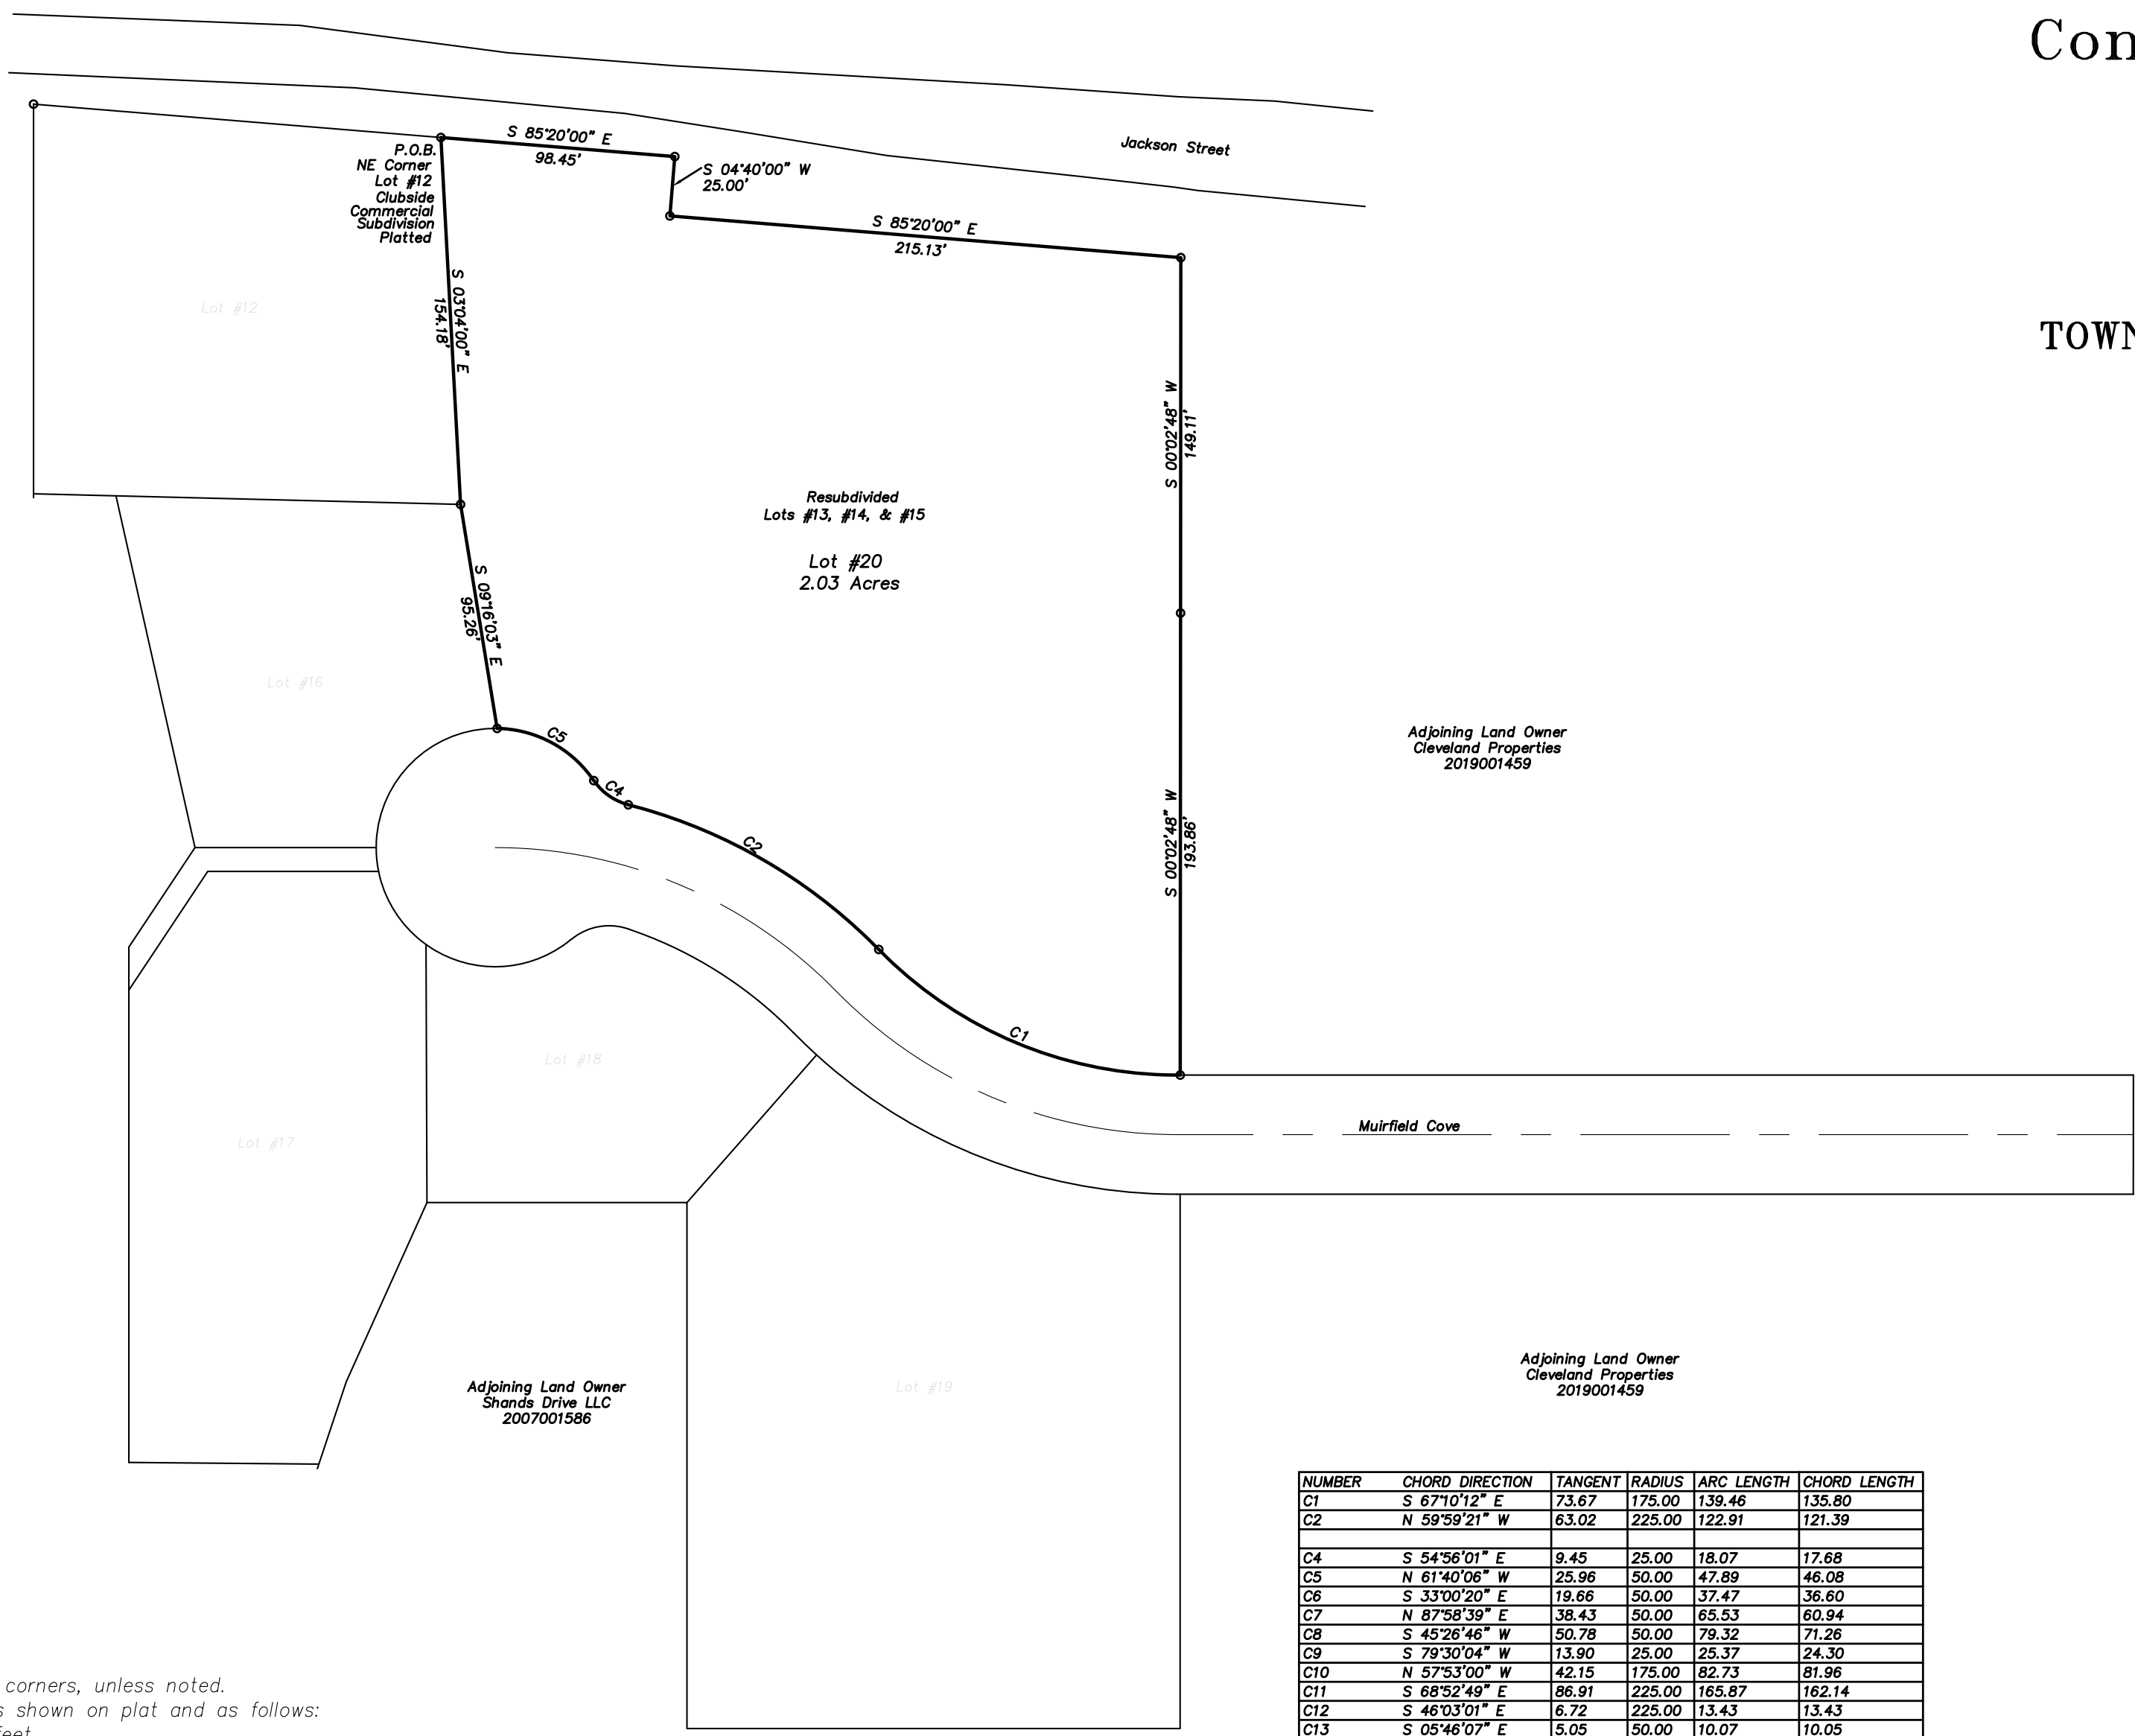 Con
TOWN
Jackson Street
S 85°20'00" E
98.45'
S 04°40'00" W
25.00'
P.O.B.
NE Corner
Lot #12
Clubside
Commercial
Subdivision
Platted
S 85°20'00" E
215.13'
S 03°04'00" E
154.18'
Lot #12
S 00°02'48" W
149.11'
Resubdivided
Lots #13, #14, & #15
Lot #20
2.03 Acres
S 09°16'03" E
95.26'
Lot #16
C5
C4
C2
C1
S 00°02'48" W
193.86'
Adjoining Land Owner
Cleveland Properties
2019001459
Muirfield Cove
Lot #18
Lot #17
Adjoining Land Owner
Shands Drive LLC
2007001586
Lot #19
Adjoining Land Owner
Cleveland Properties
2019001459
NUMBER CHORD DIRECTION TANGENT RADIUS ARC LENGTH CHORD LENGTH
C1 S 67°10'12" E 73.67 175.00 139.46 135.80
C2 N 59°59'21" W 63.02 225.00 122.91 121.39
C4 S 54°56'01" E 9.45 25.00 18.07 17.68
C5 N 61°40'06" W 25.96 50.00 47.89 46.08
C6 S 33°00'20" E 19.66 50.00 37.47 36.60
C7 N 87°58'39" E 38.43 50.00 65.53 60.94
C8 S 45°26'46" W 50.78 50.00 79.32 71.26
C9 S 79°30'04" W 13.90 25.00 25.37 24.30
C10 N 57°53'00" W 42.15 175.00 82.73 81.96
C11 S 68°52'49" E 86.91 225.00 165.87 162.14
C12 S 46°03'01" E 6.72 225.00 13.43 13.43
C13 S 05°46'07" E 5.05 50.00 10.07 10.05
corners, unless noted.
s shown on plat and as follows:
feet